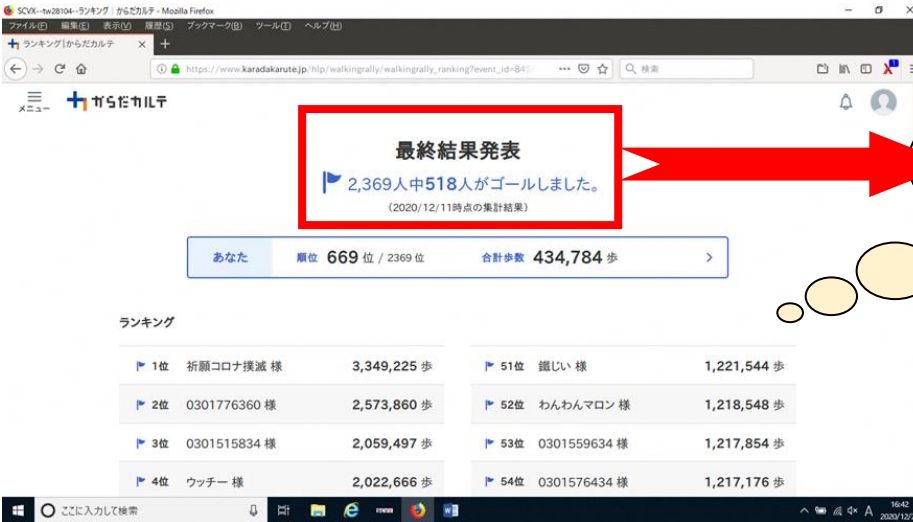 SCVX--tw28104--ランキング | からだカルテ - Mozilla Firefox
ファイル(F) 編集(E) 表示(V) 履歴(S) ブックマーク(B) ツール(T) ヘルプ(H)
ランキング|からだカルテ
https://www.karadakarute.jp/hlp/walkingrally/walkingrally_ranking?event_id=845
検索
メニュー
からだカルテ
最終結果発表
2,369人中518人がゴールしました。
(2020/12/11時点の集計結果)
あなた 順位 669 位 / 2369 位 合計歩数 434,784 歩
ランキング
1位 祈願コロナ撲滅 様 3,349,225 歩
51位 鐵じい 様 1,221,544 歩
2位 0301776360 様 2,573,860 歩
52位 わんわんマロン 様 1,218,548 歩
3位 0301515834 様 2,059,497 歩
53位 0301559634 様 1,217,854 歩
4位 ウッチー 様 2,022,666 歩
54位 0301576434 様 1,217,176 歩
ここに入力して検索
A
16:42